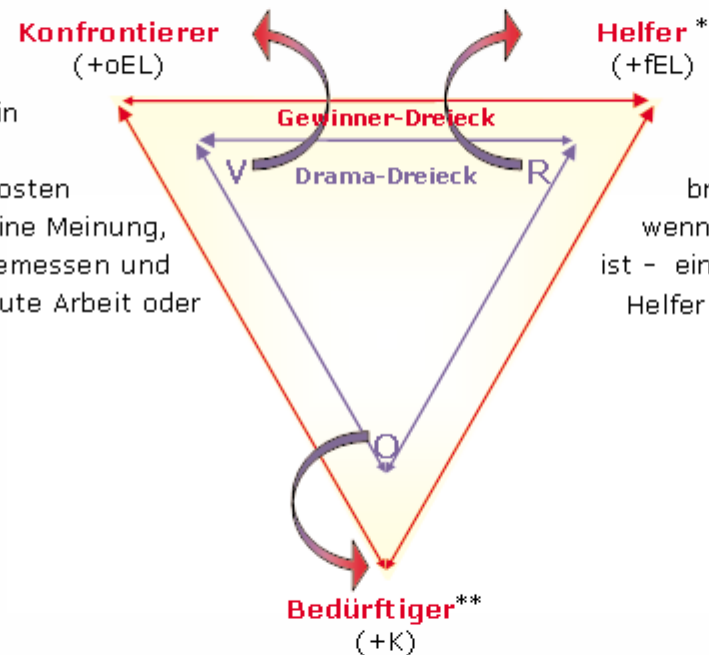 Konfrontierer
(+oEL)
Helfer *
(+fEL)
in
Gewinner-Dreieck
V
Drama-Dreieck
R
osten
ine Meinung,
emessen und
ute Arbeit oder
br
wenn
ist - ein
Helfer
O
Bedürftiger**
(+K)